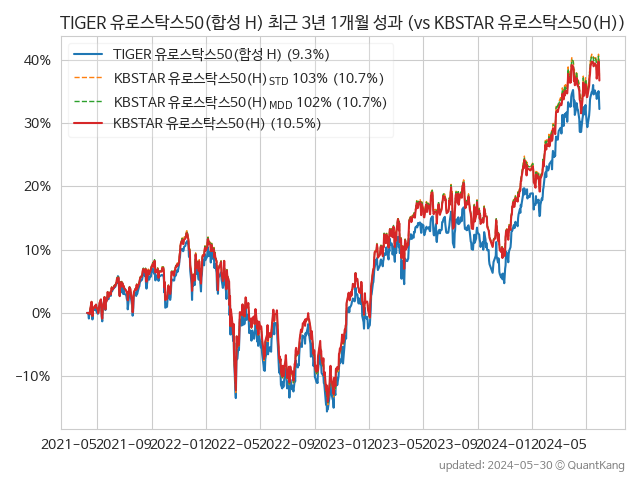 TIGER 유로스탁스50(합성 H) 최근 3년 1개월 성과 (vs KBSTAR 유로스탁스50(H))
TIGER 유로스탁스50(합성 H) (9.3%)
KBSTAR 유로스탁스50(H) STD 103% (10.7%)
KBSTAR 유로스탁스50(H) MDD 102% (10.7%)
KBSTAR 유로스탁스50(H) (10.5%)
40%
30%
20%
10%
0%
−10%
2021-05 2021-09 2022-01 2022-05 2022-09 2023-01 2023-05 2023-09 2024-01 2024-05
updated: 2024-05-30 © QuantKang